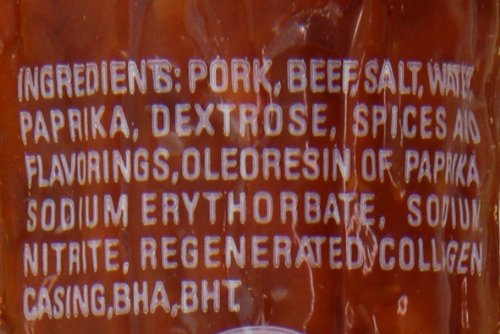 INGREDIENTS: PORK, BEEF, SALT, WATER,
PAPRIKA, DEXTROSE, SPICES AND
FLAVORINGS, OLEORESIN OF PAPRIKA
SODIUM ERYTHORBATE, SODIUM
NITRITE, REGENERATED COLLAGEN
CASING, BHA, BHT.